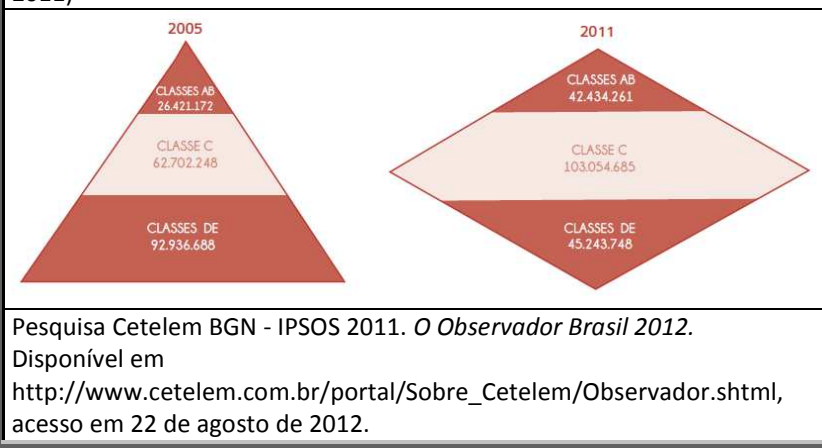 2005
CLASSES AB
26.421.172
CLASSE C
62.702.248
CLASSES DE
92.936.688
2011
CLASSES AB
42.434.261
CLASSE C
103.054.685
CLASSES DE
45.243.748
Pesquisa Cetelem BGN - IPSOS 2011. O Observador Brasil 2012.
Disponível em
http://www.cetelem.com.br/portal/Sobre_Cetelem/Observador.shtml,
acesso em 22 de agosto de 2012.